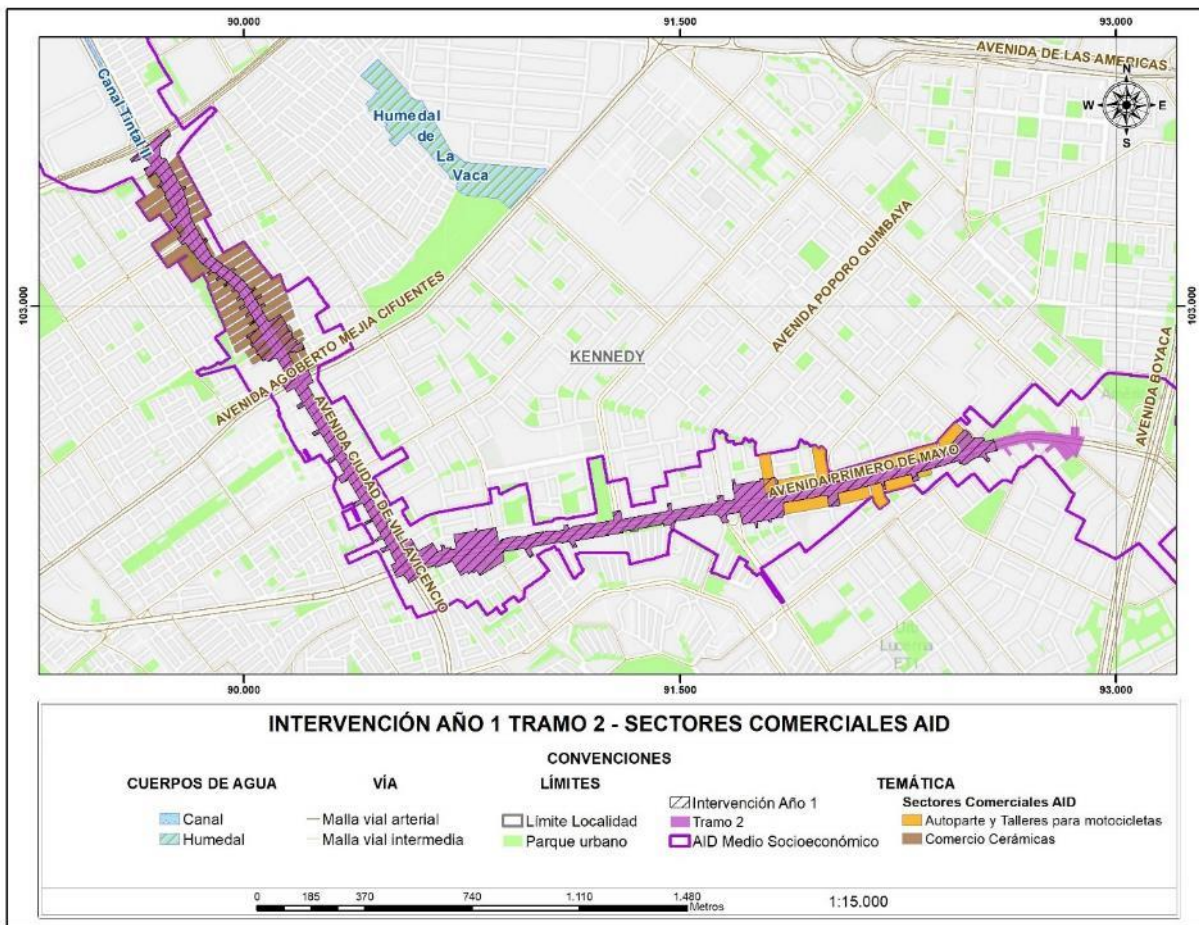 90.000
91.500
93.000
AVENIDA DE LAS AMERICAS
N
W
E
S
Canal Tintal II
Humedal
de
La
Vaca
AVENIDA POPORO QUIMBAYA
103.000
103.000
AVENIDA AGOBERTO MEJIA CIFUENTES
KENNEDY
AVENIDA BOYACA
AVENIDA CIUDAD DE VILLAVICENCIO
AVENIDA PRIMERO DE MAYO
Lucerna
90.000
91.500
93.000
INTERVENCIÓN AÑO 1 TRAMO 2 - SECTORES COMERCIALES AID
CONVENCIONES
CUERPOS DE AGUA
Canal
Humedal
VÍA
Malla vial arterial
Malla vial intermedia
LÍMITES
Límite Localidad
Parque urbano
Intervención Año 1
Tramo 2
AID Medio Socioeconómico
TEMÁTICA
Sectores Comerciales AID
Autoparte y Talleres para motocicletas
Comercio Cerámicas
0 185 370 740 1.110 1.480
Metros
1:15.000